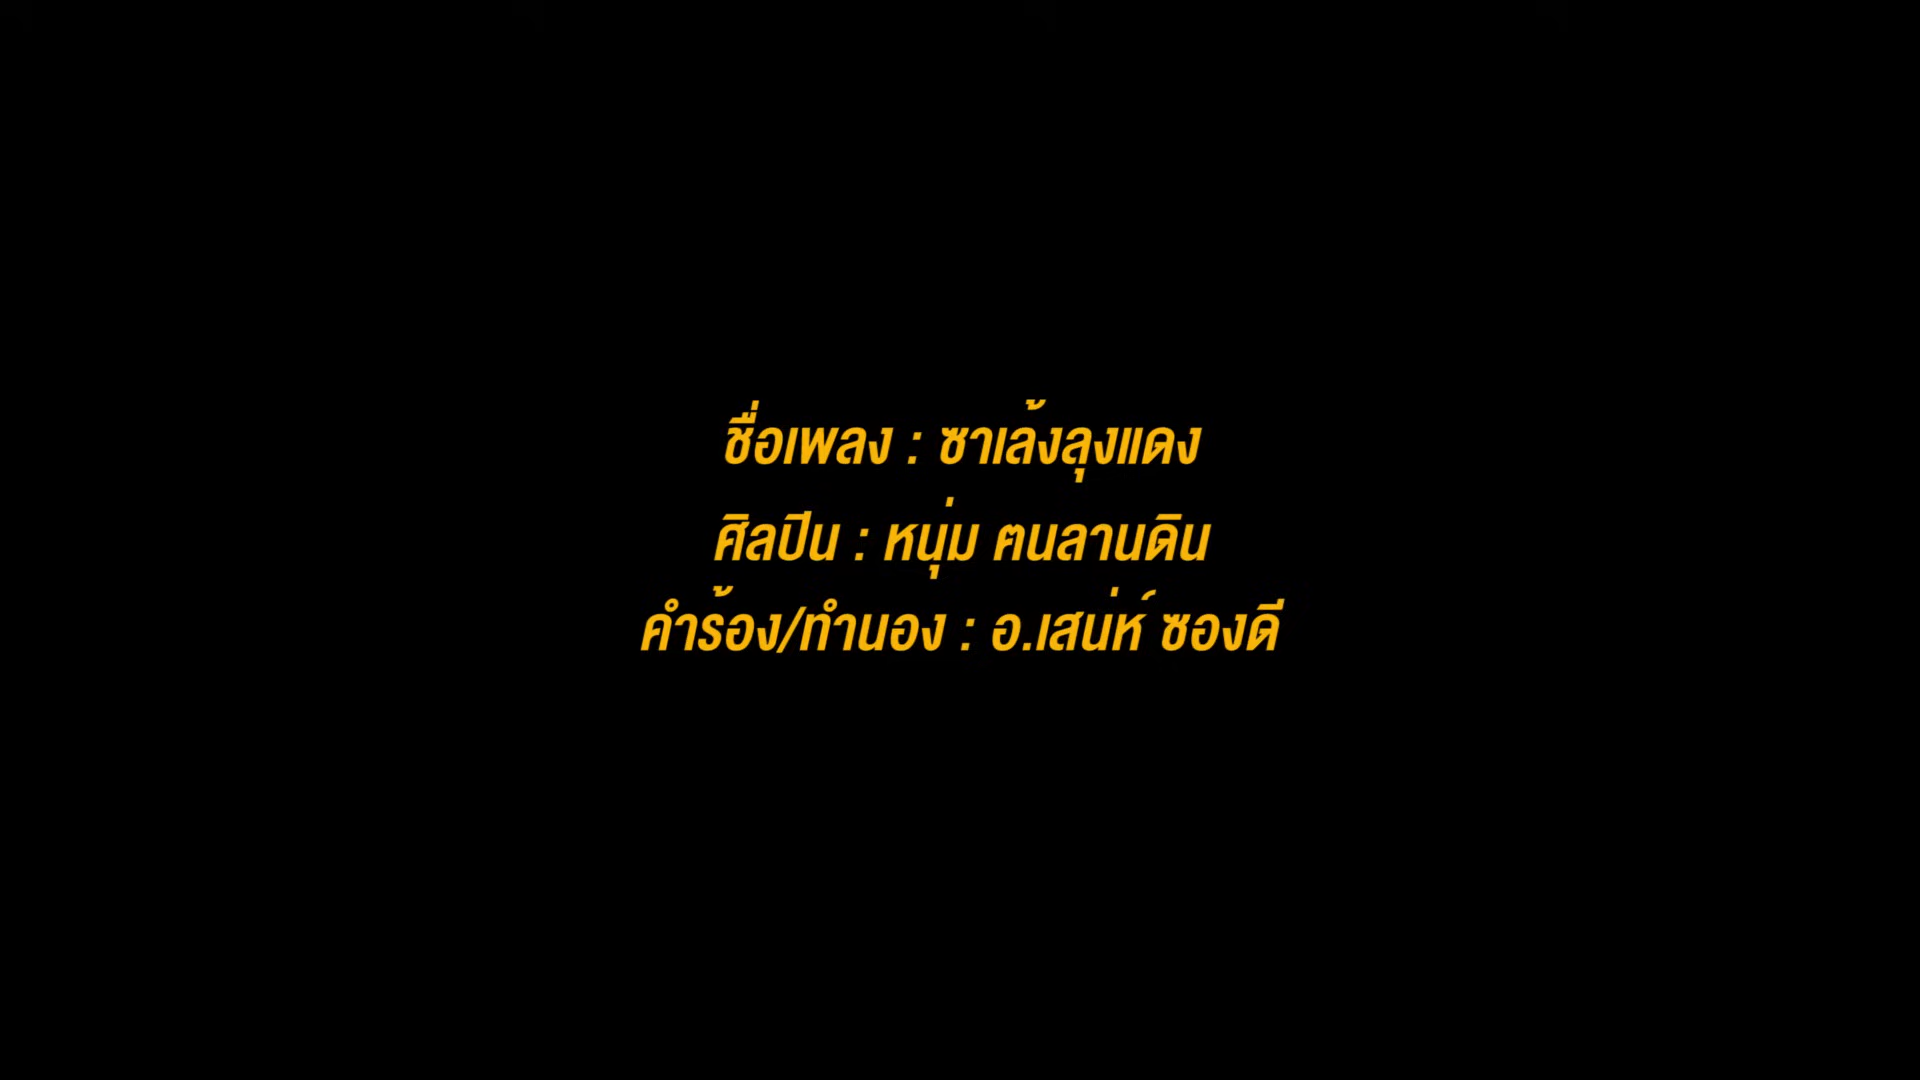 ชื่อเพลง : ซาเล้งลุงแดง
ศิลปิน : หนุ่ม ฅนลานดิน
คำร้อง/ทำนอง : อ.เสน่ห์ ซองดี